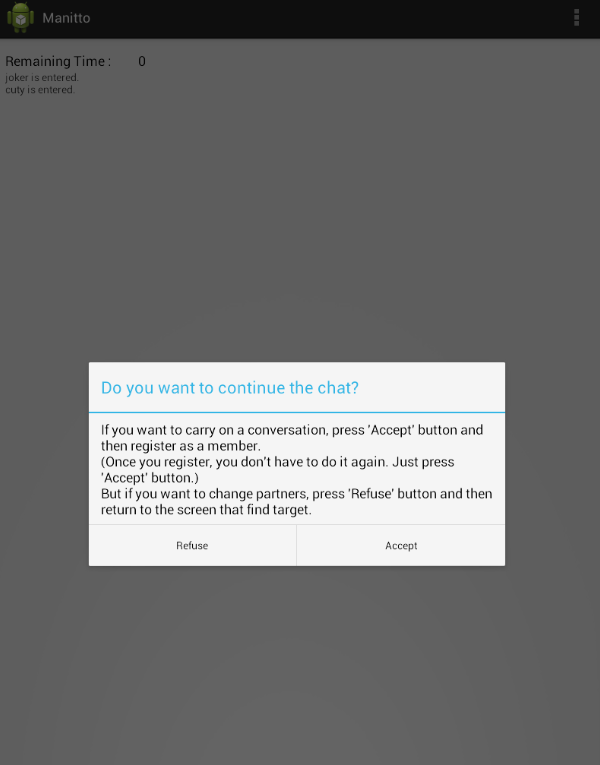 Manitto
Remaining Time : 0
joker is entered.
cuty is entered.
Do you want to continue the chat?
If you want to carry on a conversation, press 'Accept' button and
then register as a member.
(Once you register, you don't have to do it again. Just press
'Accept' button.)
But if you want to change partners, press 'Refuse' button and then
return to the screen that find target.
Refuse Accept